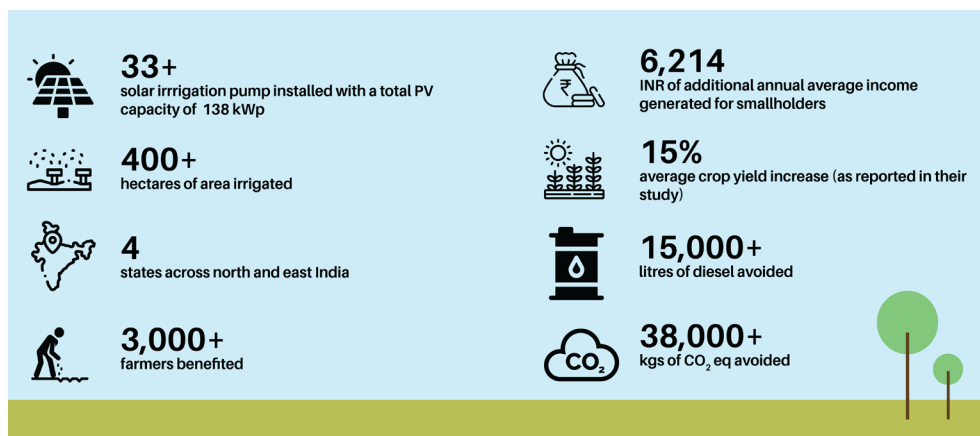 33+
solar irrrigation pump installed with a total PV
capacity of 138 kWp
400+
hectares of area irrigated
4
states across north and east India
3,000+
farmers benefited
₹
6,214
INR of additional annual average income
generated for smallholders
15%
average crop yield increase (as reported in their
study)
15,000+
litres of diesel avoided
CO₂
38,000+
kgs of CO₂ eq avoided